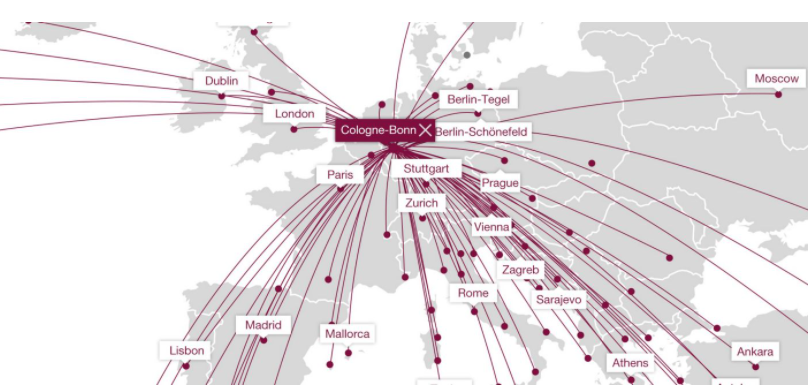 Dublin
Moscow
London
Berlin-Tegel
Cologne-Bonn
Berlin-Schönefeld
Paris
Stuttgart
Prague
Zurich
Vienna
Zagreb
Rome
Sarajevo
Madrid
Mallorca
Lisbon
Athens
Ankara